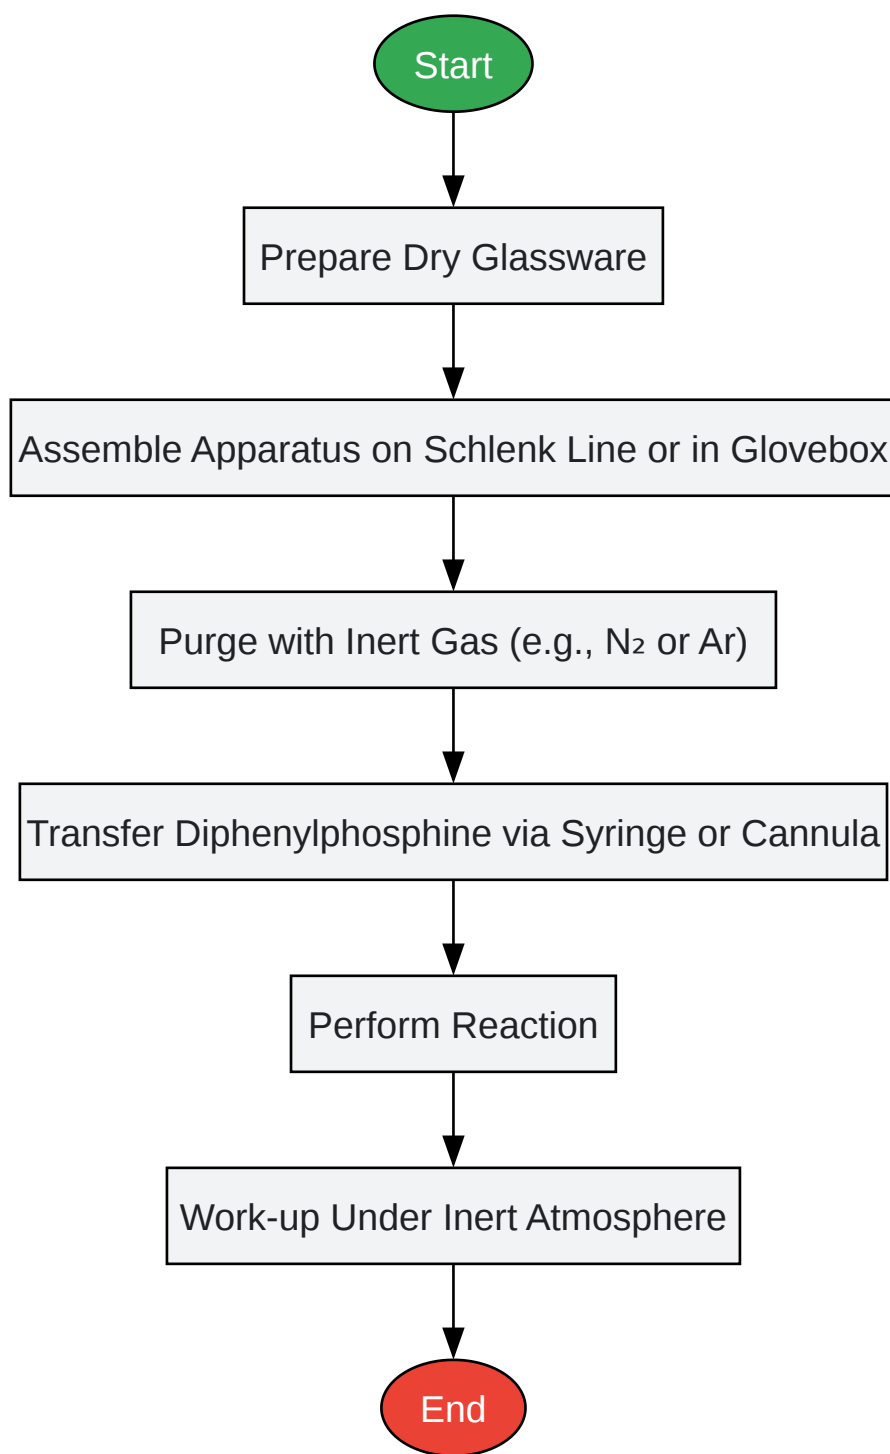 Start
Prepare Dry Glassware
Assemble Apparatus on Schlenk Line or in Glovebox
Purge with Inert Gas (e.g., N₂ or Ar)
Transfer Diphenylphosphine via Syringe or Cannula
Perform Reaction
Work-up Under Inert Atmosphere
End